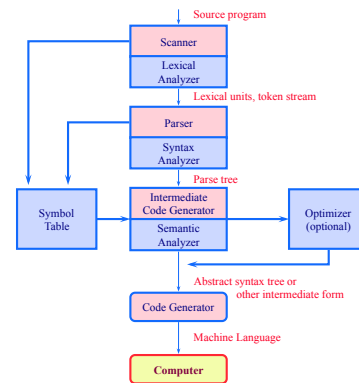 Source program
Scanner
Lexical
Analyzer
Lexical units, token stream
Parser
Syntax
Analyzer
Parse tree
Symbol
Table
Intermediate
Code Generator
Semantic
Analyzer
Optimizer
(optional)
Abstract syntax tree or
other intermediate form
Code Generator
Machine Language
Computer